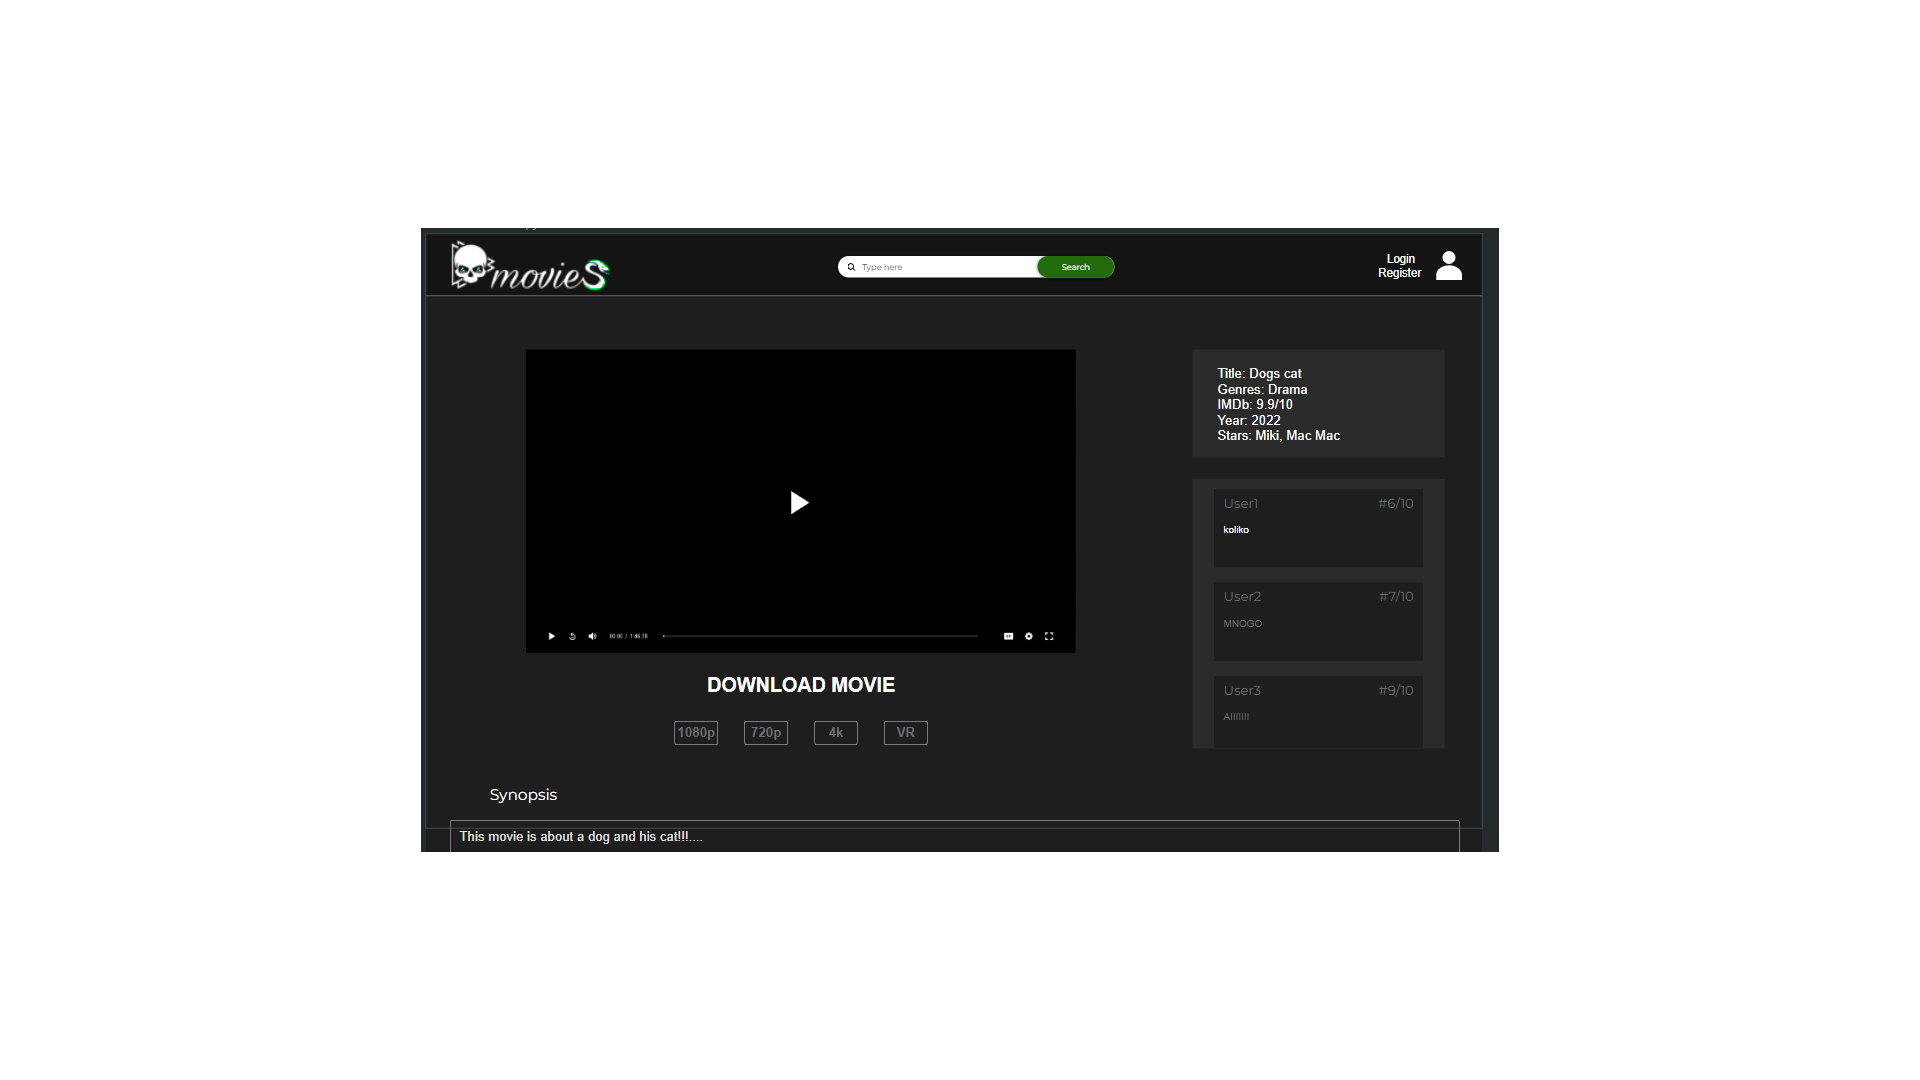 movieS
Type here
Search
Login
Register
Title: Dogs cat
Genres: Drama
IMDb: 9.9/10
Year: 2022
Stars: Miki, Mac Mac
User1 #6/10
koliko
User2 #7/10
MNOGO
User3 #9/10
00:00 / 1:46:39
DOWNLOAD MOVIE
1080p 720p 4k VR
Synopsis
This movie is about a dog and his cat!!!....